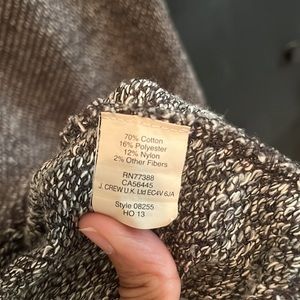 70% Cotton
16% Polyester
12% Nylon
2% Other Fibers
RN77388
CA56445
J. CREW U.K. Ltd EC4V 6JA
Style 08255
HO 13